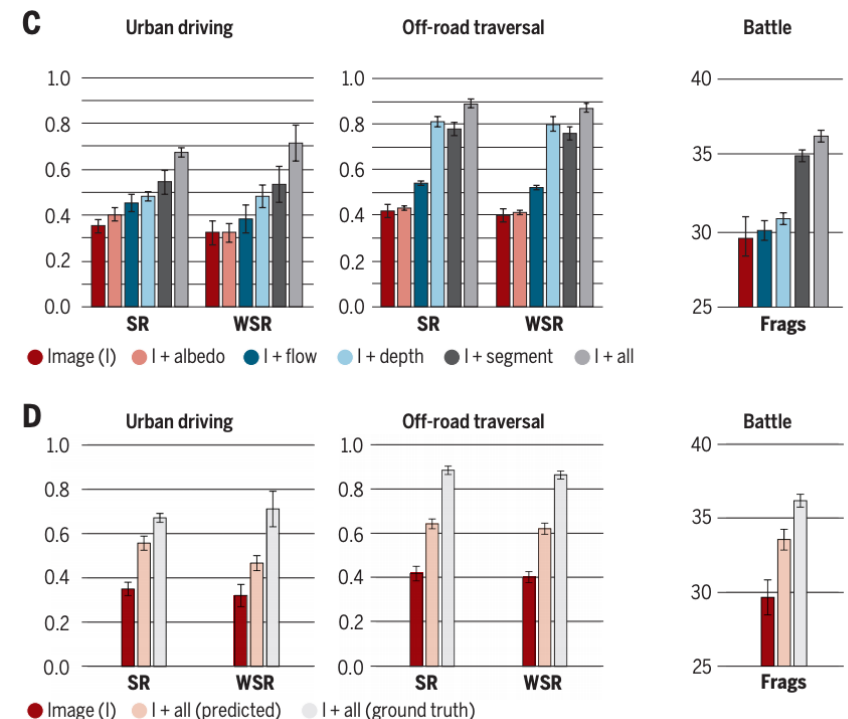 C
Urban driving
Off-road traversal
Battle
1.0
0.8
0.6
0.4
0.2
0.0
SR
WSR
1.0
0.8
0.6
0.4
0.2
0.0
SR
WSR
40
35
30
25
Frags
Image (I)
I + albedo
I + flow
I + depth
I + segment
I + all
D
Urban driving
Off-road traversal
Battle
1.0
0.8
0.6
0.4
0.2
0.0
SR
WSR
1.0
0.8
0.6
0.4
0.2
0.0
SR
WSR
40
35
30
25
Frags
Image (I)
I + all (predicted)
I + all (ground truth)